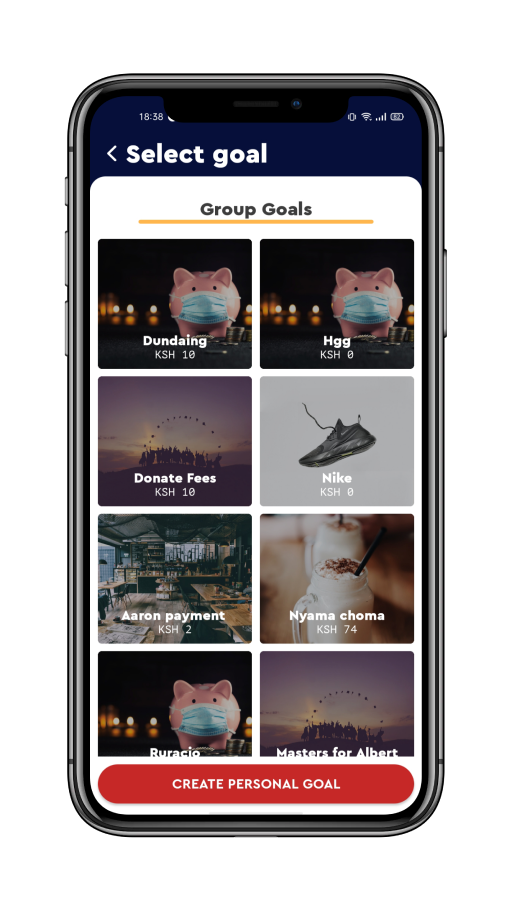 18:38
82
Select goal
Group Goals
Dundaing
KSH 10
Hgg
KSH 0
Donate Fees
KSH 10
Nike
KSH 0
Aaron payment
KSH 2
Nyama choma
KSH 74
Ruracio
Masters for Albert
CREATE PERSONAL GOAL